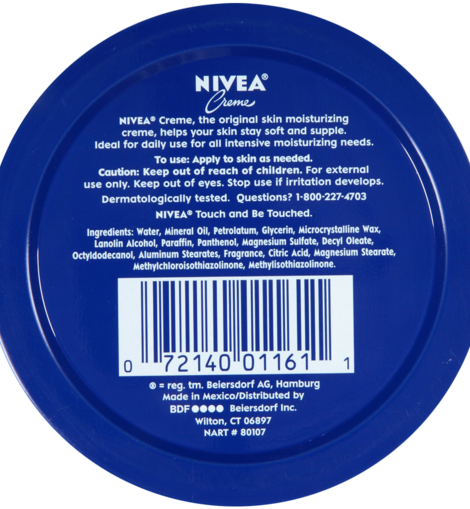 NIVEA®
Creme
NIVEA® Creme, the original skin moisturizing
creme, helps your skin stay soft and supple.
Ideal for daily use for all intensive moisturizing needs.
To use: Apply to skin as needed.
Caution: Keep out of reach of children. For external
use only. Keep out of eyes. Stop use if irritation develops.
Dermatologically tested. Questions? 1-800-227-4703
NIVEA® Touch and Be Touched.
Ingredients: Water, Mineral Oil, Petrolatum, Glycerin, Microcrystalline Wax,
Lanolin Alcohol, Paraffin, Panthenol, Magnesium Sulfate, Decyl Oleate,
Octyldodecanol, Aluminum Stearates, Fragrance, Citric Acid, Magnesium Stearate,
Methylchloroisothiazolinone, Methylisothiazolinone.
0 72140 01161 1
® = reg. tm. Beiersdorf AG, Hamburg
Made in Mexico/Distributed by
BDF●●●● Beiersdorf Inc.
Wilton, CT 06897
NART # 80107